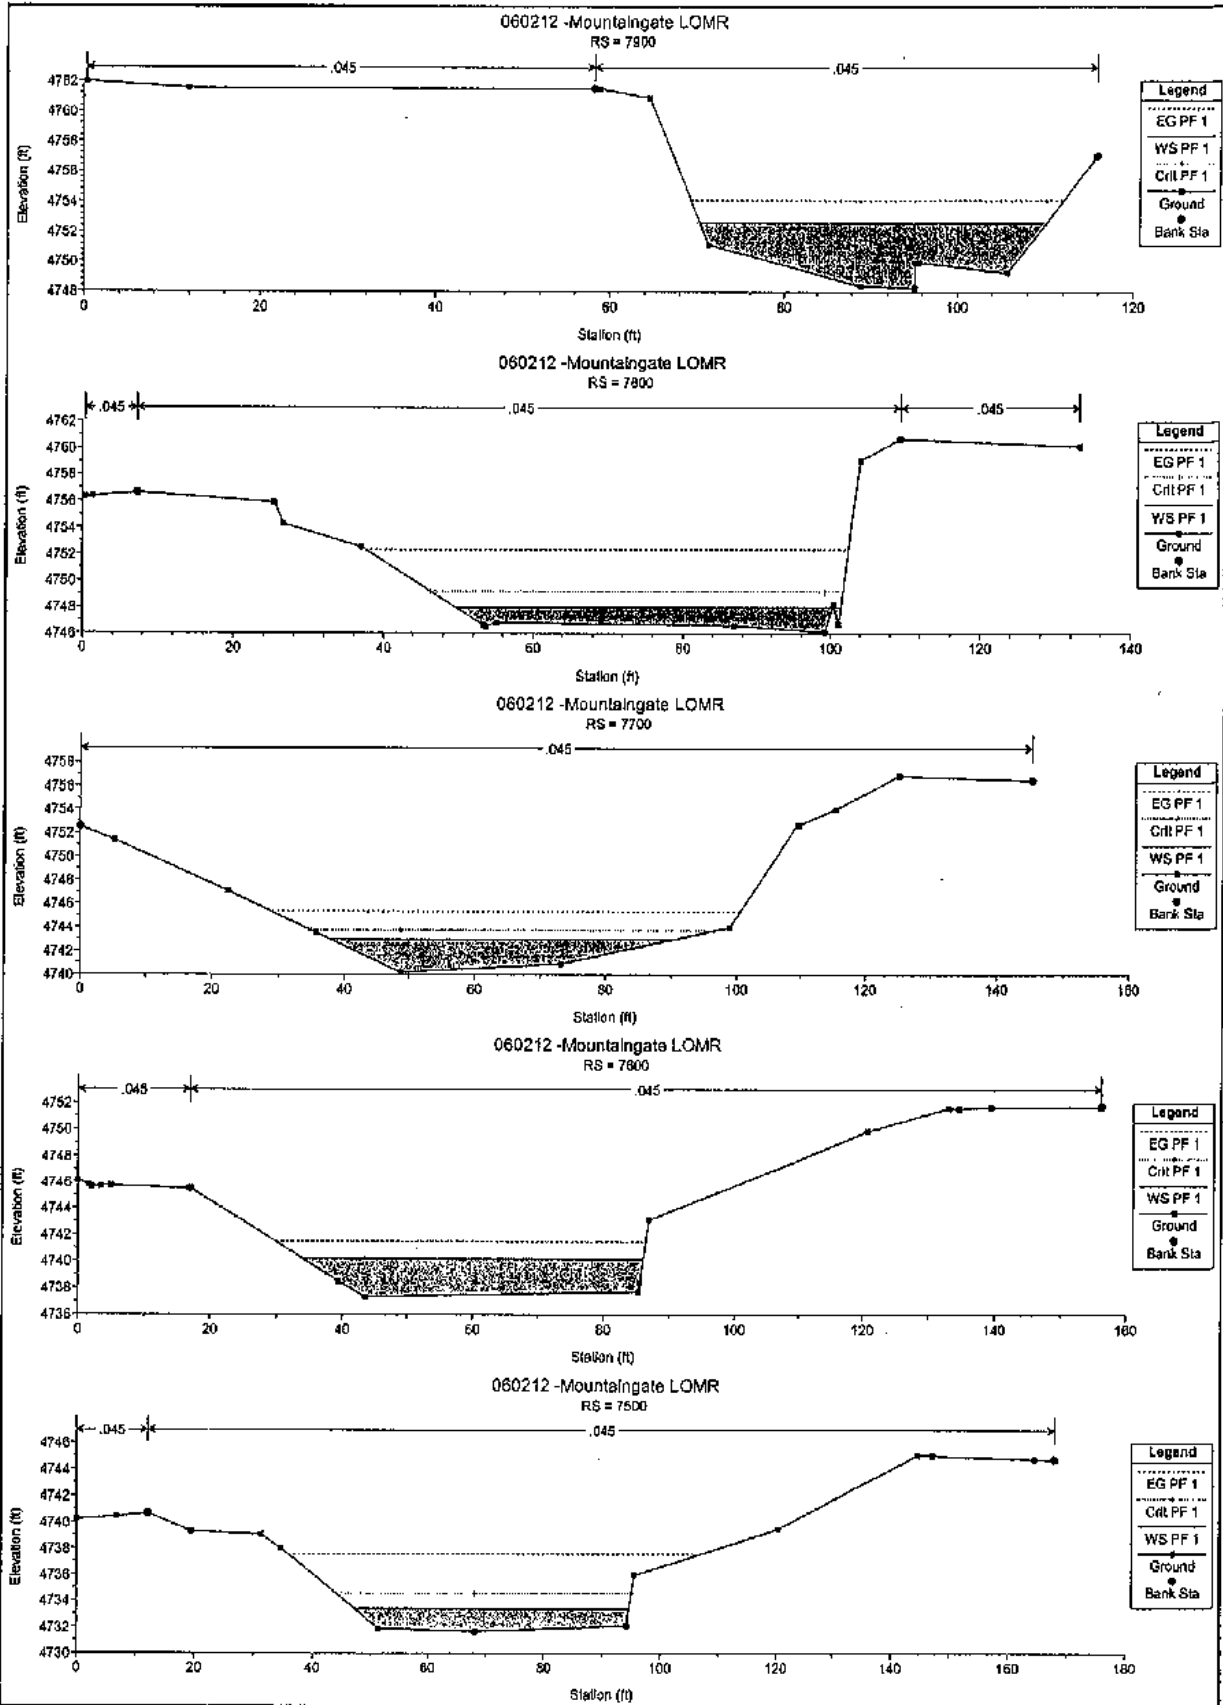 060212 -Mountaingate LOMR
RS = 7900
.045 .045
Legend
EG PF 1
WS PF 1
Crit PF 1
Ground
Bank Sta
4762
4760
4758
4756
4754
4752
4750
4748
Elevation (ft)
0 20 40 60 80 100 120
Station (ft)
060212 -Mountaingate LOMR
RS = 7800
.045 .045 .045
Legend
EG PF 1
Crit PF 1
WS PF 1
Ground
Bank Sta
4762
4760
4758
4756
4754
4752
4750
4748
4746
Elevation (ft)
0 20 40 60 80 100 120 140
Station (ft)
060212 -Mountaingate LOMR
RS = 7700
.045
Legend
EG PF 1
Crit PF 1
WS PF 1
Ground
Bank Sta
4758
4756
4754
4752
4750
4748
4746
4744
4742
4740
Elevation (ft)
0 20 40 60 80 100 120 140 160
Station (ft)
060212 -Mountaingate LOMR
RS = 7600
.045 .045
Legend
EG PF 1
Crit PF 1
WS PF 1
Ground
Bank Sta
4752
4750
4748
4746
4744
4742
4740
4738
4736
Elevation (ft)
0 20 40 60 80 100 120 140 160
Station (ft)
060212 -Mountaingate LOMR
RS = 7500
.045 .045
Legend
EG PF 1
Crit PF 1
WS PF 1
Ground
Bank Sta
4746
4744
4742
4740
4738
4736
4734
4732
4730
Elevation (ft)
0 20 40 60 80 100 120 140 160 180
Station (ft)